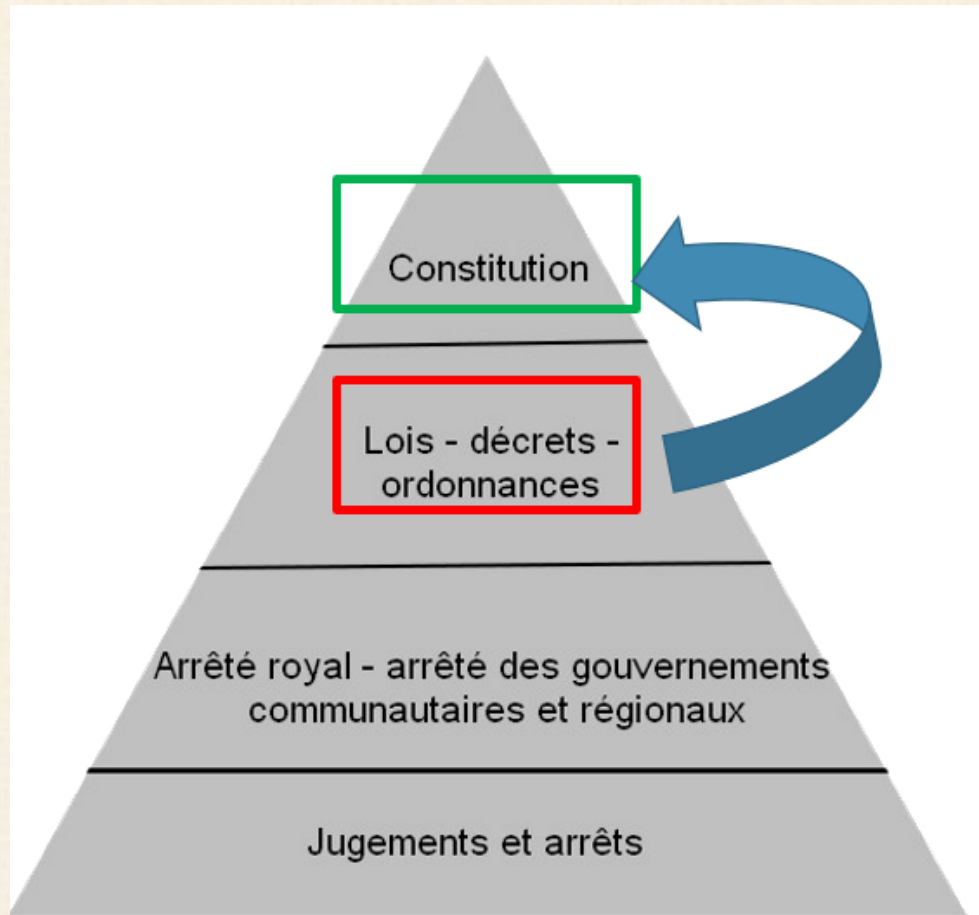 Constitution
Lois - décrets -
ordonnances
Arrêté royal - arrêté des gouvernements
communautaires et régionaux
Jugements et arrêts